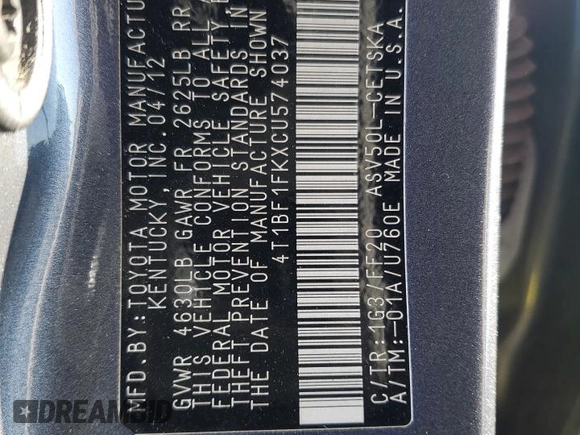 MFD.BY:TOYOTA MOTOR MANUFACTU
KENTUCKY, INC. 04/12
GVWR 4630LB GAWR FR 2625LB RR
THIS VEHICLE CONFORMS TO ALL
FEDERAL MOTOR VEHICLE SAFETY
THEFT PREVENTION STANDARDS IN
THE DATE OF MANUFACTURE SHOWN
4T1BF1FKXCU574037
C/TR:1G3/FF20 ASV50L-CETSKA
A/TM:-01A/U760E MADE IN U.S.A.
DREAMBID